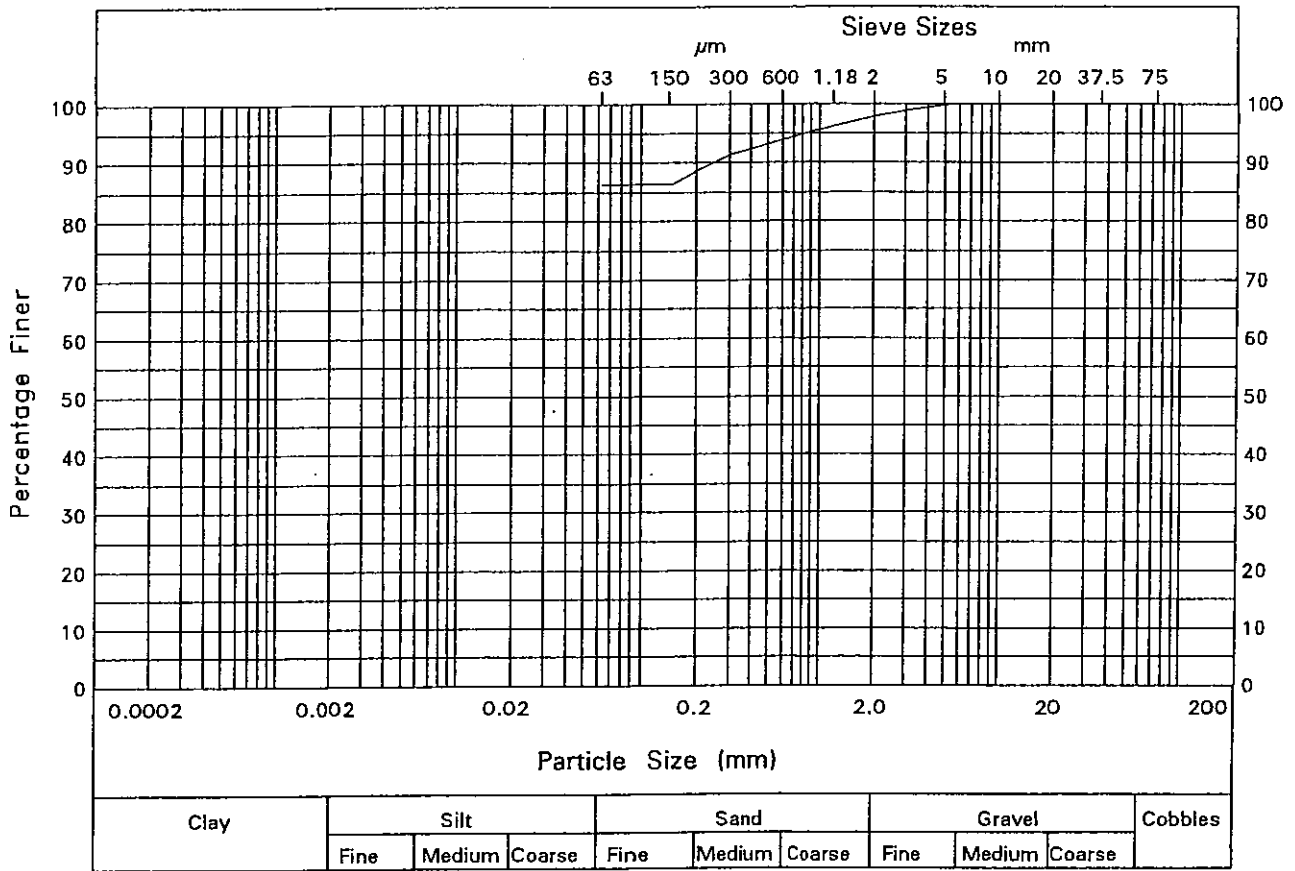 Sieve Sizes
µm mm
63 150 300 600 1.18 2 5 10 20 37.5 75
100 100
90 90
80 80
70 70
60 60
50 50
40 40
30 30
20 20
10 10
0 0
Percentage Finer
0.0002 0.002 0.02 0.2 2.0 20 200
Particle Size (mm)
Clay Silt Sand Gravel Cobbles
Fine Medium Coarse Fine Medium Coarse Fine Medium Coarse